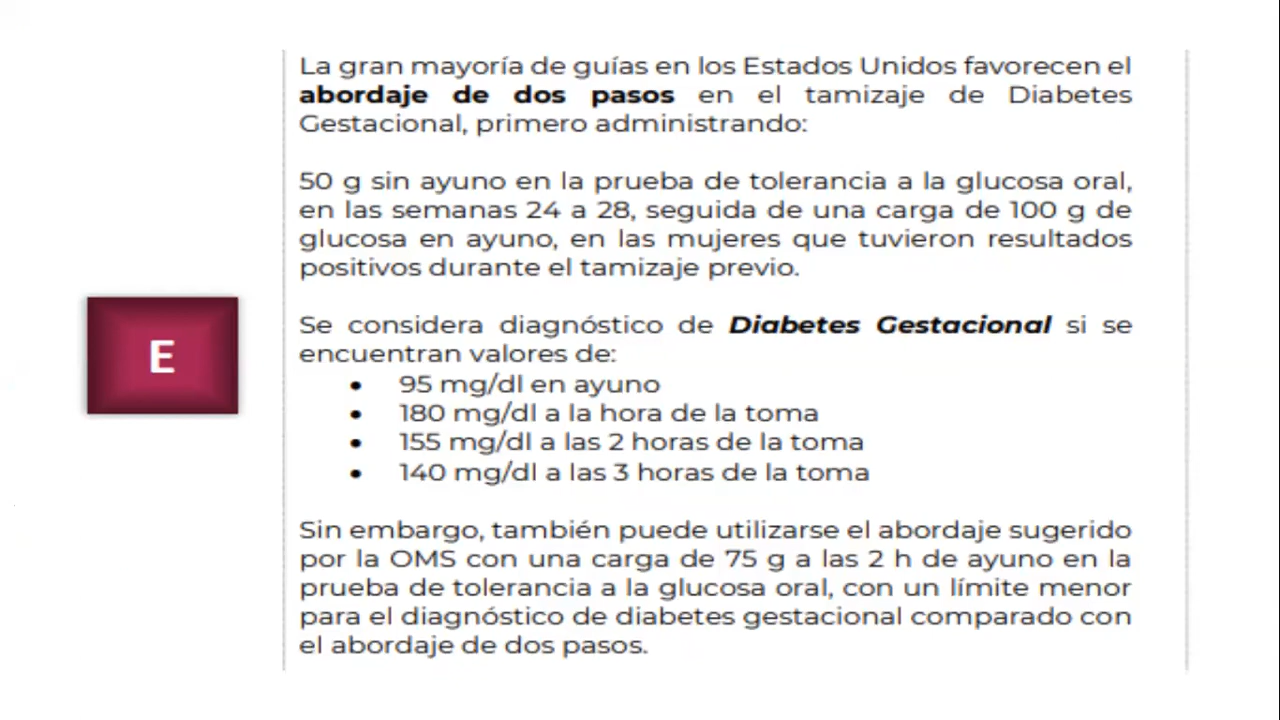 La gran mayoría de guías en los Estados Unidos favorecen el
abordaje de dos pasos en el tamizaje de Diabetes
Gestacional, primero administrando:
50 g sin ayuno en la prueba de tolerancia a la glucosa oral,
en las semanas 24 a 28, seguida de una carga de 100 g de
glucosa en ayuno, en las mujeres que tuvieron resultados
positivos durante el tamizaje previo.
E
Se considera diagnóstico de Diabetes Gestacional si se
encuentran valores de:
• 95 mg/dl en ayuno
• 180 mg/dl a la hora de la toma
• 155 mg/dl a las 2 horas de la toma
• 140 mg/dl a las 3 horas de la toma
Sin embargo, también puede utilizarse el abordaje sugerido
por la OMS con una carga de 75 g a las 2 h de ayuno en la
prueba de tolerancia a la glucosa oral, con un límite menor
para el diagnóstico de diabetes gestacional comparado con
el abordaje de dos pasos.